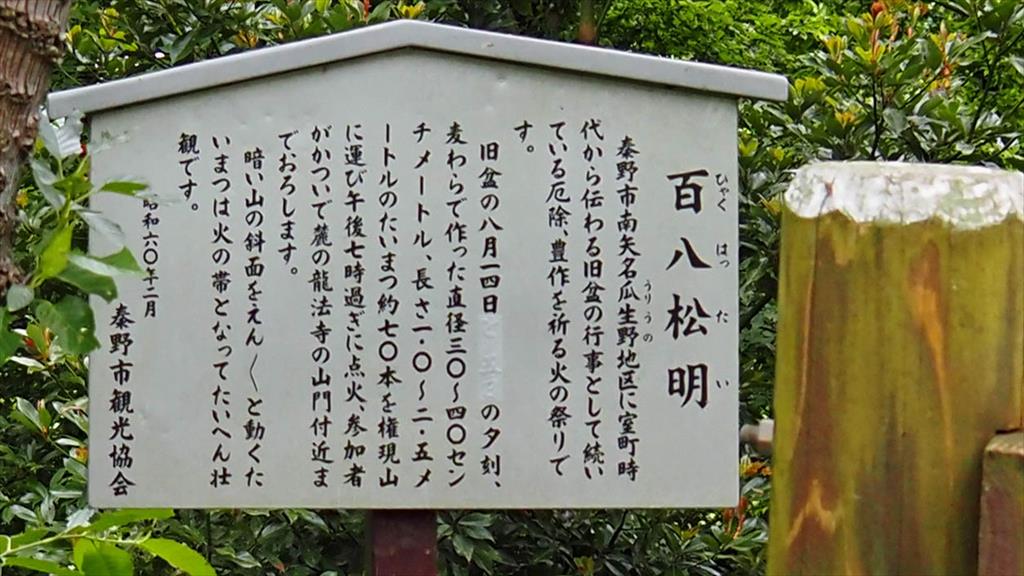 百八松明
ひゃく はっ たい
秦野市南矢名瓜生野地区に室町時
うりうの
代から伝わる旧盆の行事として続い
ている厄除、豊作を祈る火の祭りで
す。
旧盆の八月一四日 の夕刻、
麦わらで作った直径三〇〜四〇セン
チメートル、長さ一・〇〜二・五メ
ートルのたいまつ約七〇本を権現山
に運び午後七時過ぎに点火、参加者
がかついで麓の龍法寺の山門付近ま
でおろします。
暗い山の斜面をえん〱と動くた
いまつは火の帯となってたいへん壮
観です。
昭和六〇年二月
秦野市観光協会